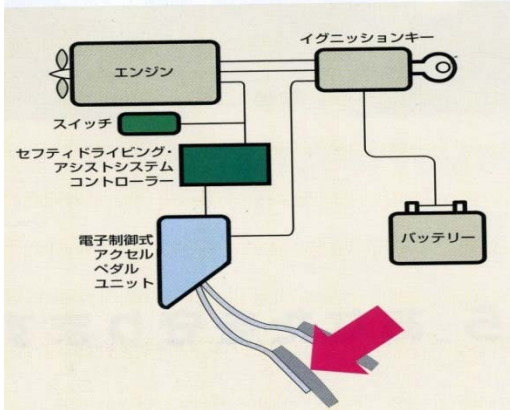 イグニッションキー
エンジン
スイッチ
セフティドライビング・
アシストシステム
コントローラー
電子制御式
アクセル
ペダル
ユニット
バッテリー